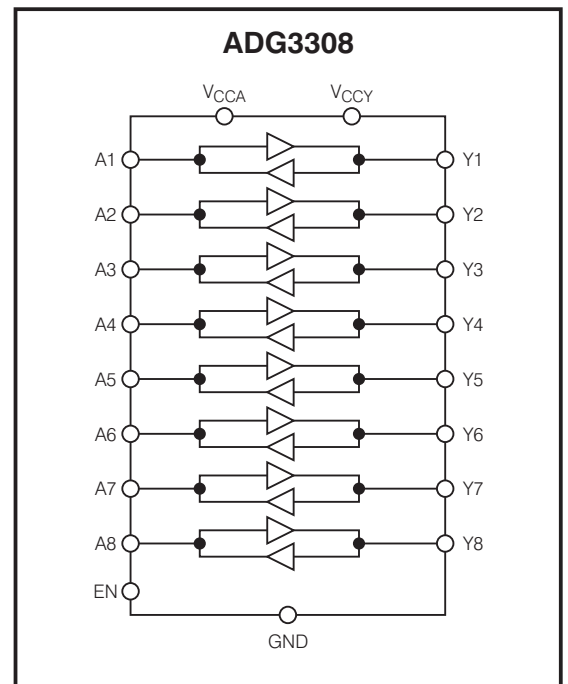 ADG3308
VCCA VCCY
A1 Y1
A2 Y2
A3 Y3
A4 Y4
A5 Y5
A6 Y6
A7 Y7
A8 Y8
EN
GND